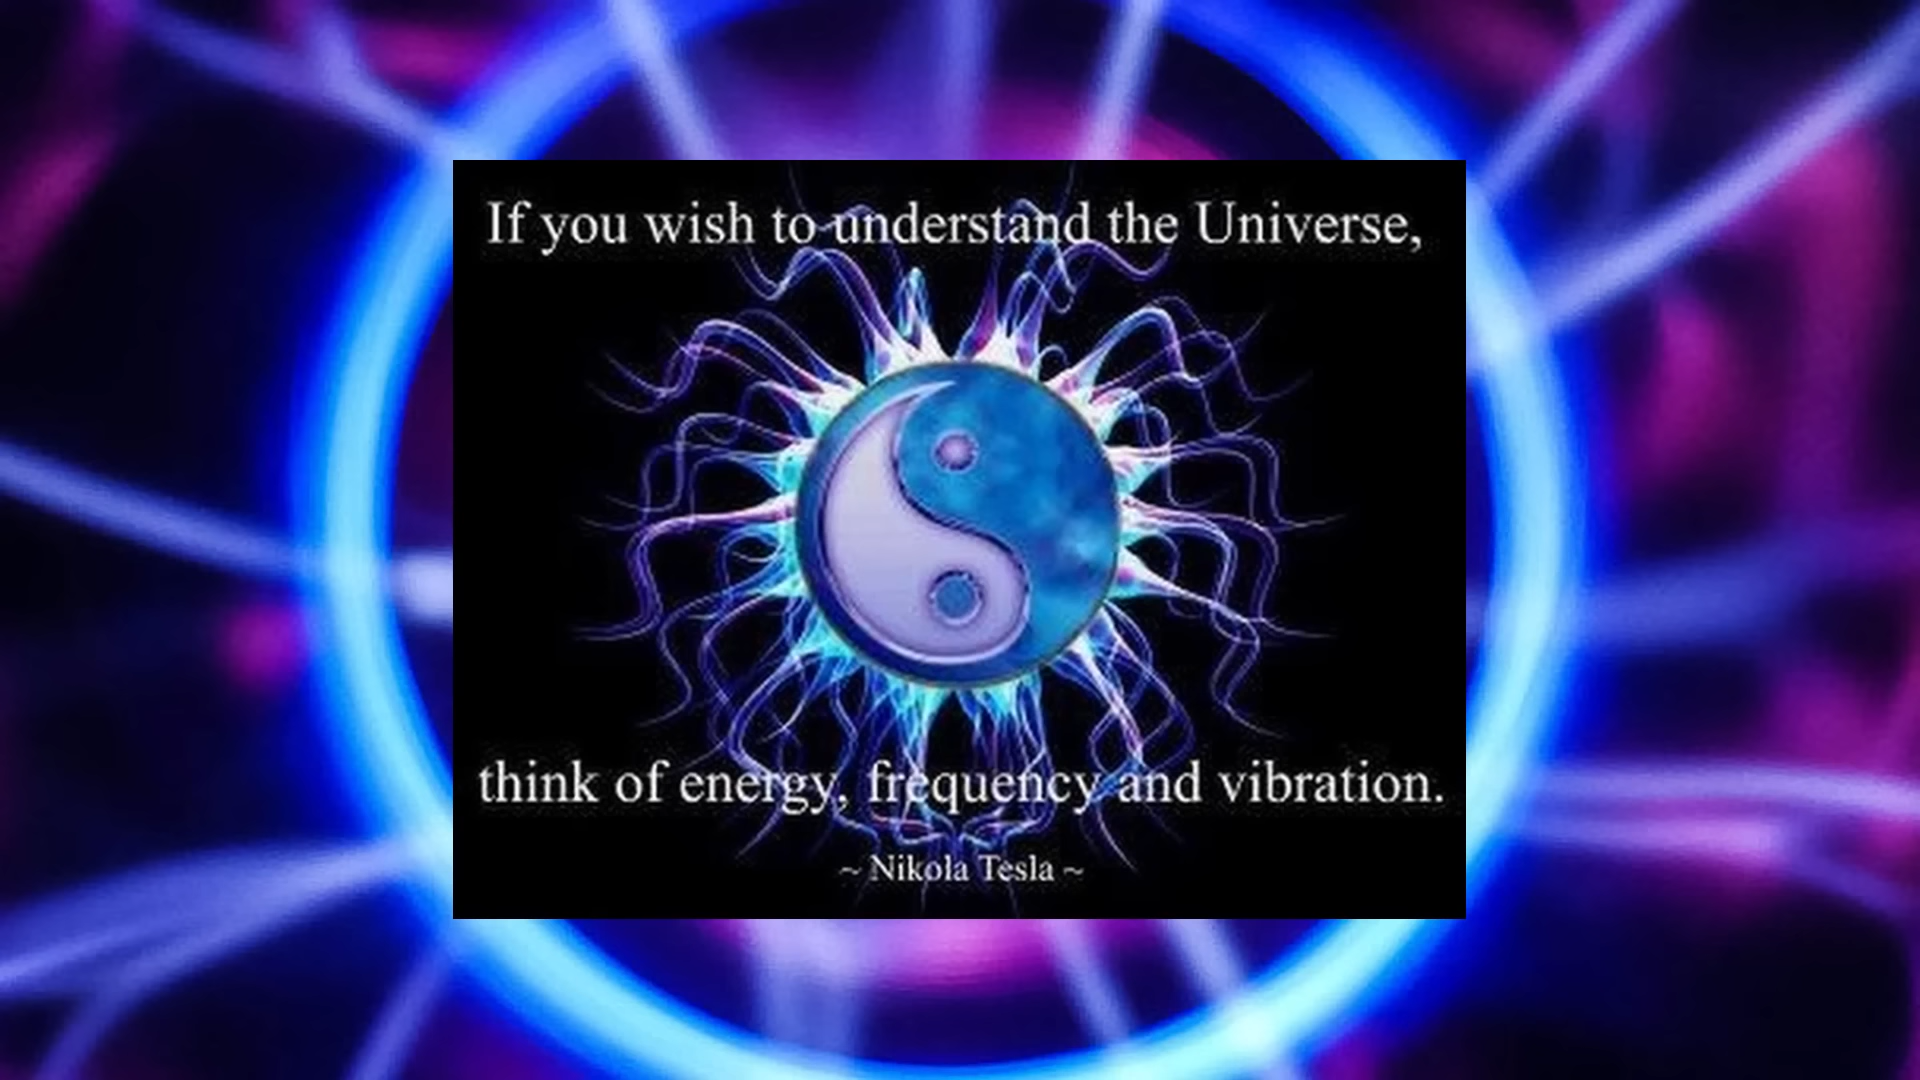 If you wish to understand the Universe,
think of energy, frequency and vibration.
~ Nikola Tesla ~